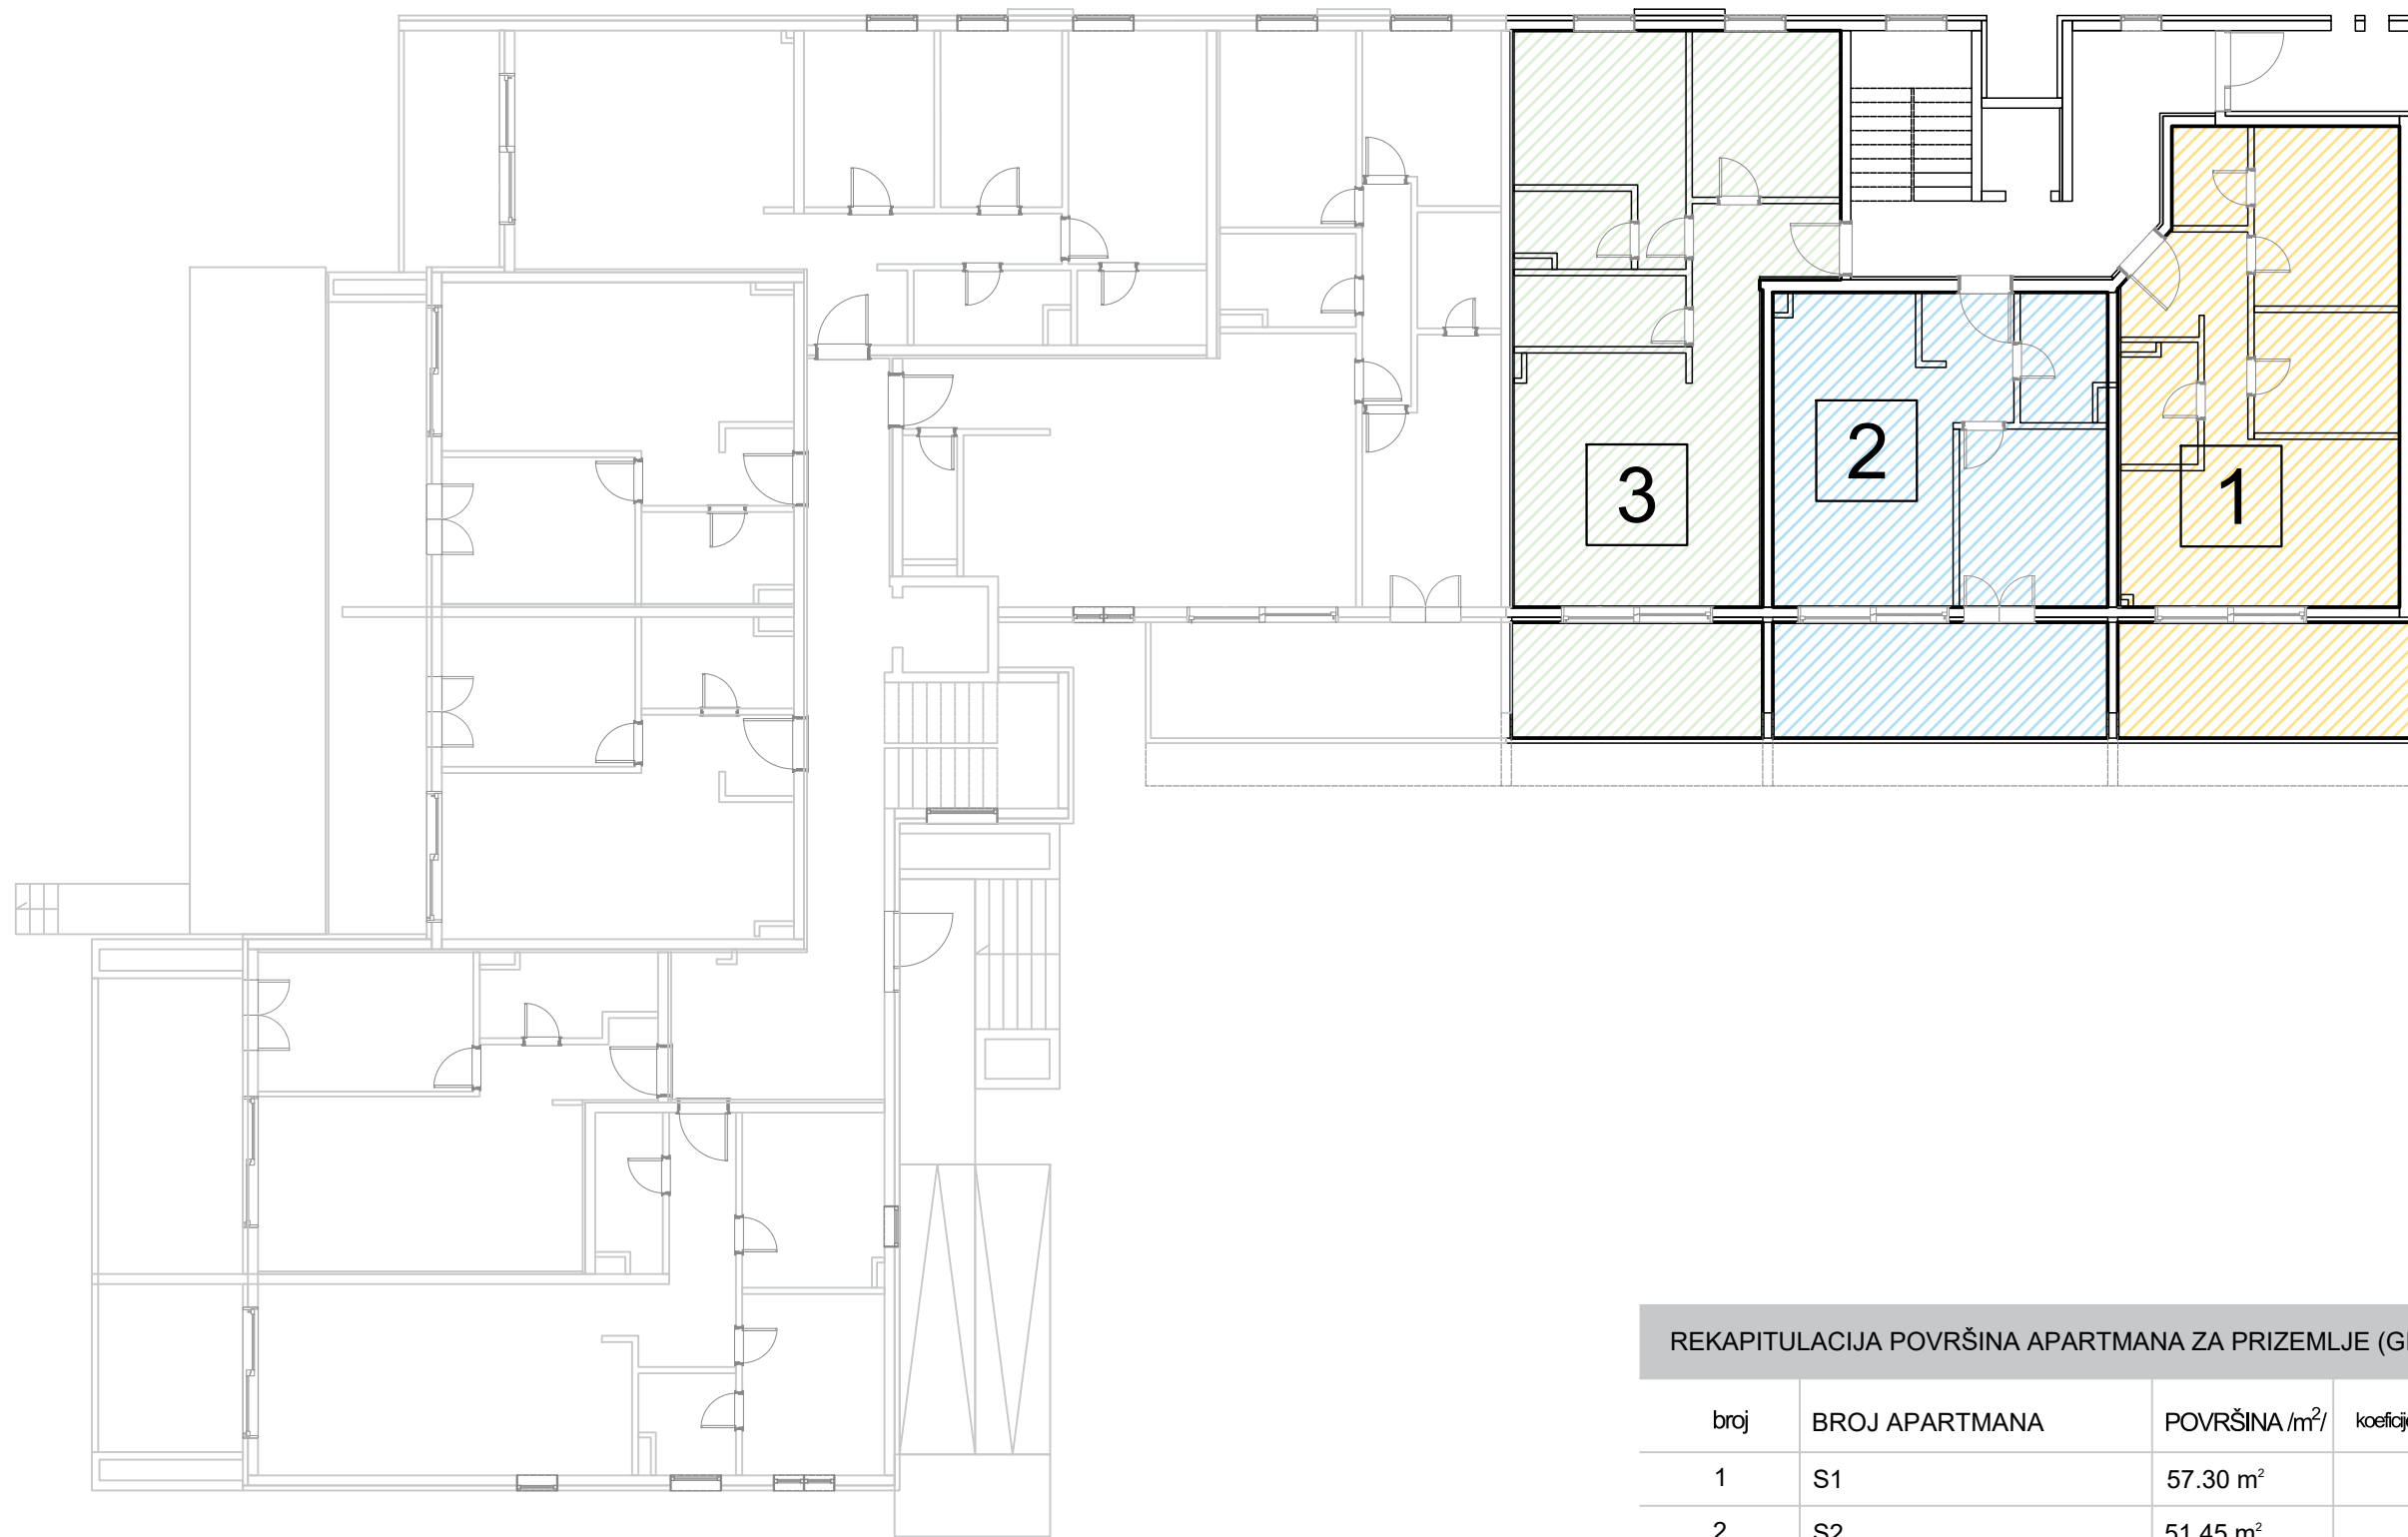 3
2
1
REKAPITULACIJA POVRŠINA APARTMANA ZA PRIZEMLJE
broj BROJ APARTMANA POVRŠINA /m²/
1 S1 57.30 m²
2 S2 51.45 m²